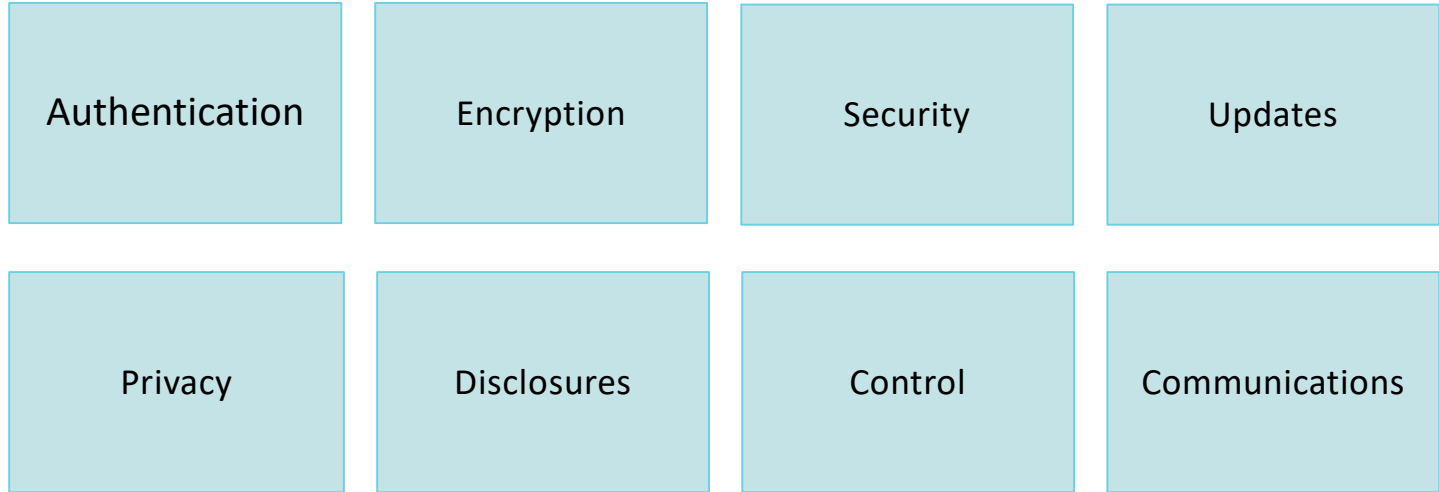 Authentication
Encryption
Security
Updates
Privacy
Disclosures
Control
Communications